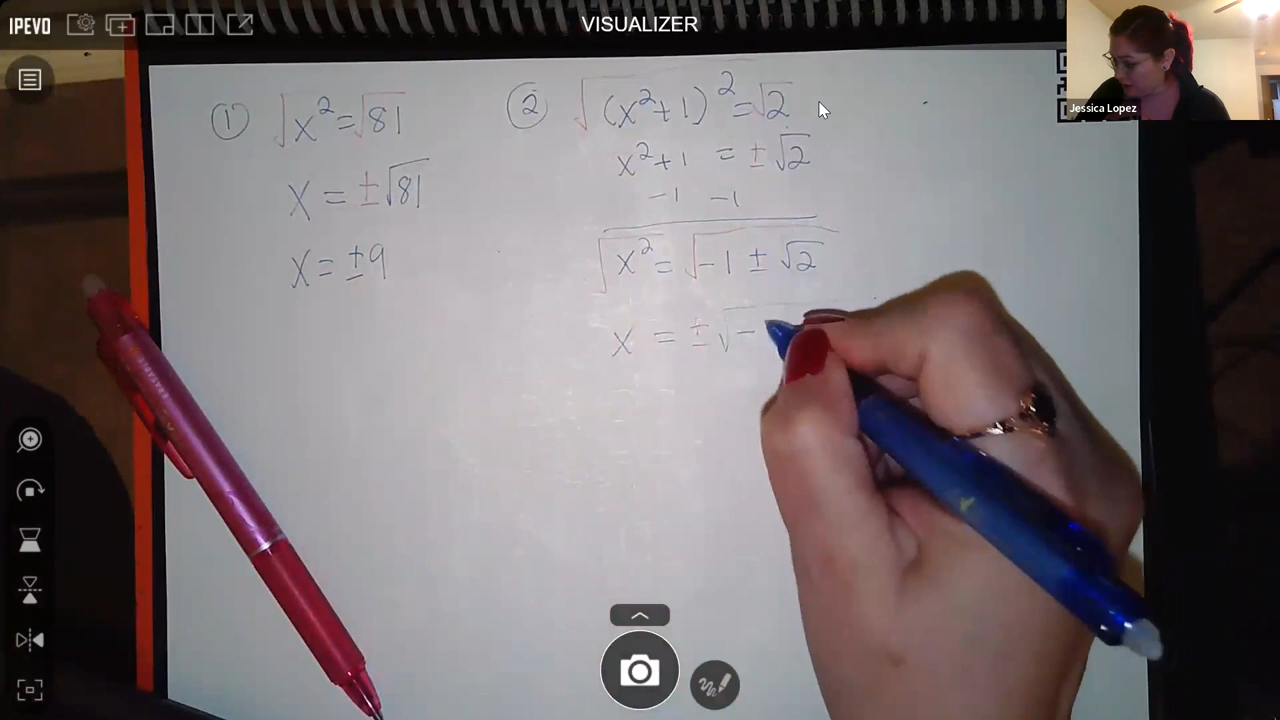 IPEVO
VISUALIZER
Jessica Lopez
① √x² = √81
x = ±√81
x = ±9
② √(x²+1)² = √2
x²+1 = ±√2
-1 -1
√x² = √-1 ± √2
x = ±√-